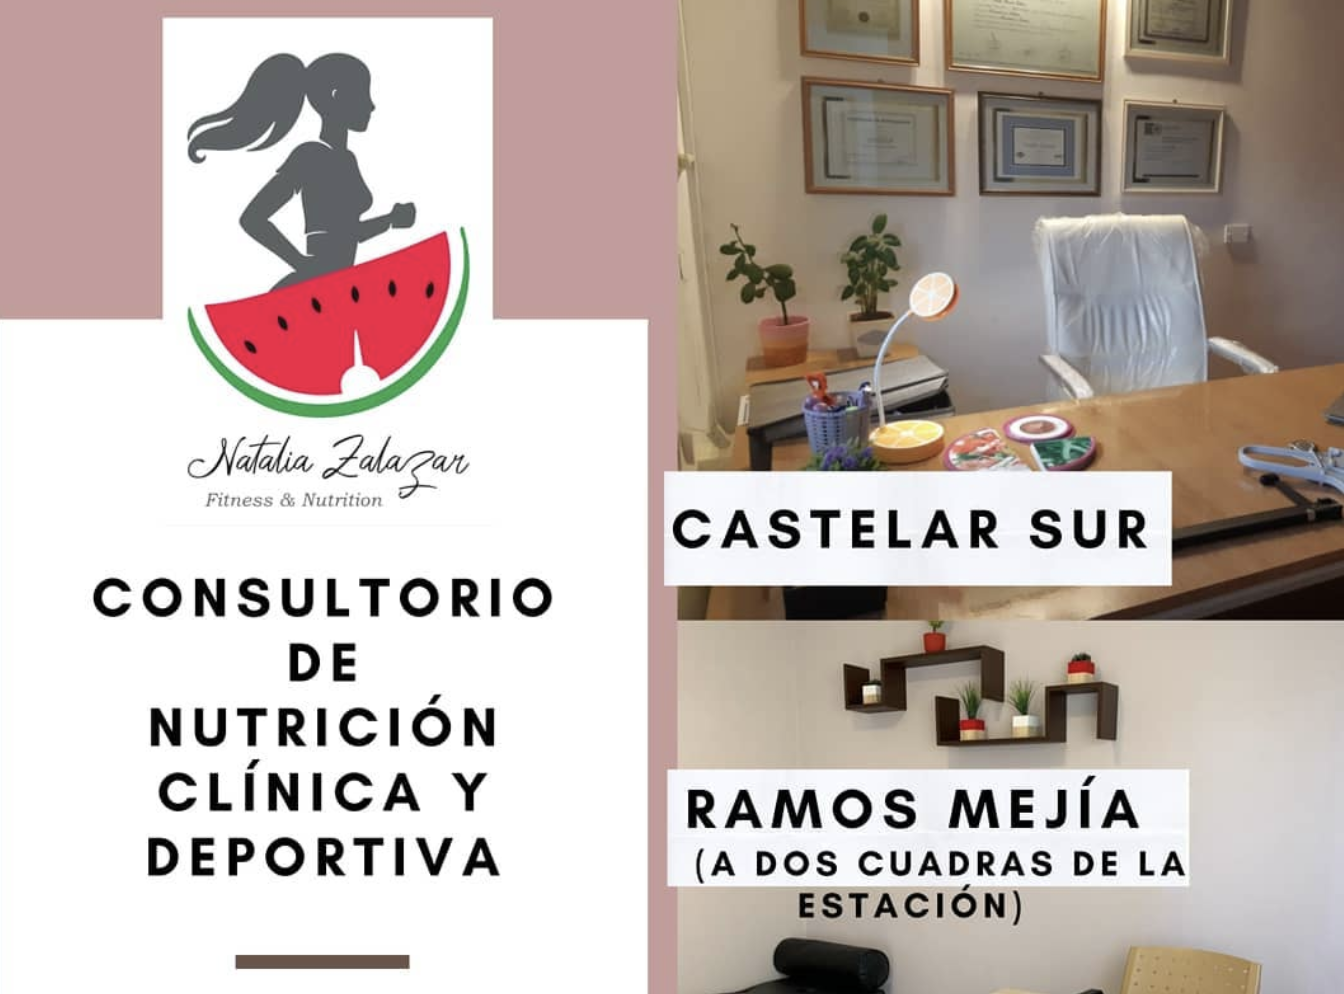 Natalia Zalazar
Fitness & Nutrition
CONSULTORIO
DE
NUTRICIÓN
CLÍNICA Y
DEPORTIVA
CASTELAR SUR
RAMOS MEJÍA
(A DOS CUADRAS DE LA
ESTACIÓN)